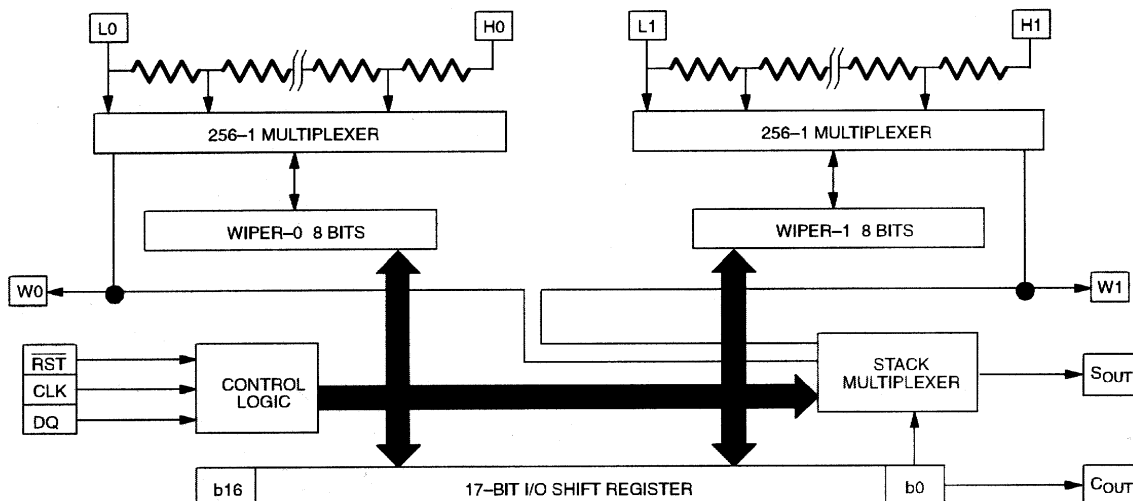 L0
H0
L1
H1
256–1 MULTIPLEXER
256–1 MULTIPLEXER
WIPER–0 8 BITS
WIPER–1 8 BITS
W0
W1
RST
CLK
DQ
CONTROL
LOGIC
STACK
MULTIPLEXER
SOUT
b16
17–BIT I/O SHIFT REGISTER
b0
COUT